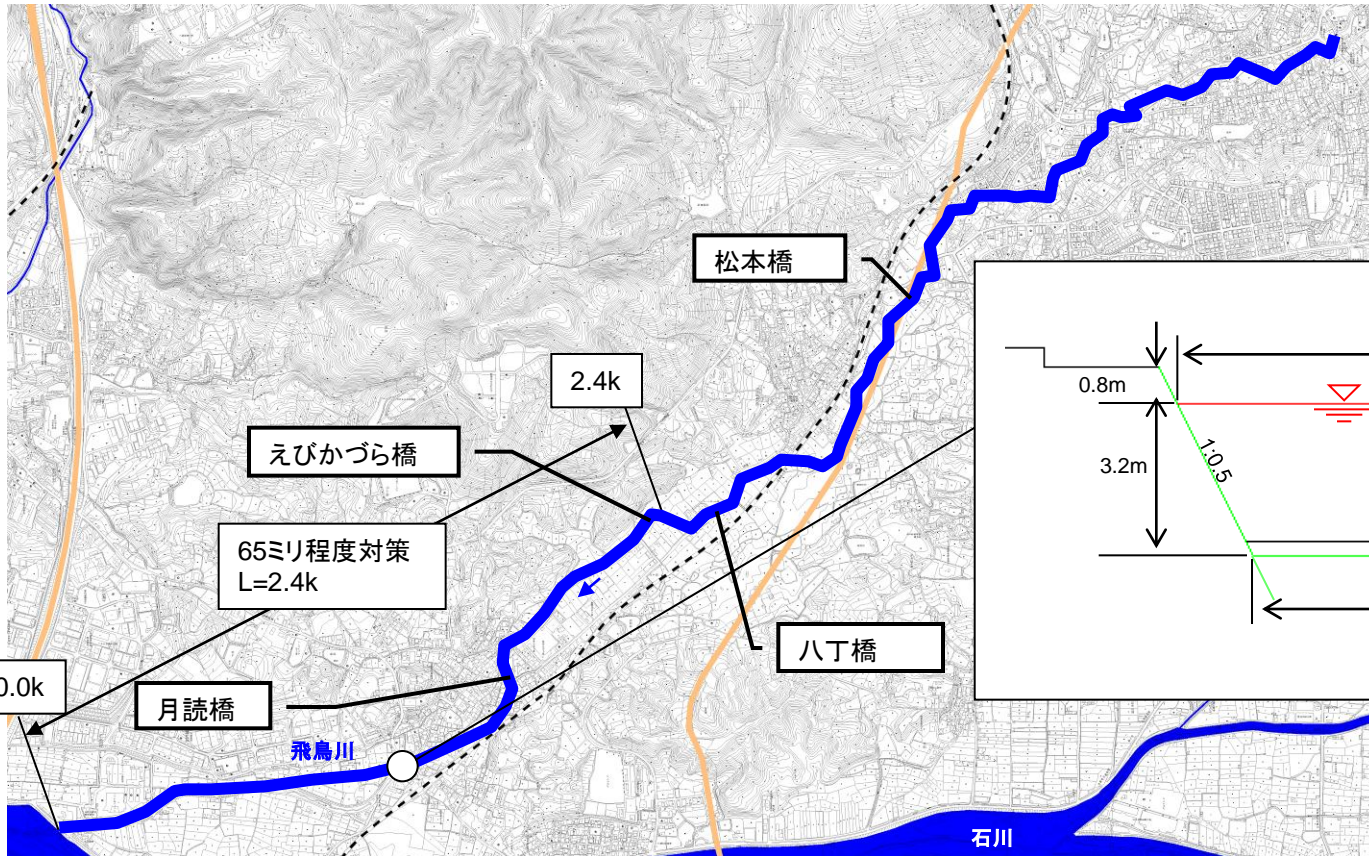 松本橋
2.4k
えびかづら橋
65ミリ程度対策
L=2.4k
八丁橋
0.0k
月読橋
飛鳥川
石川
0.8m
3.2m
1:0.5